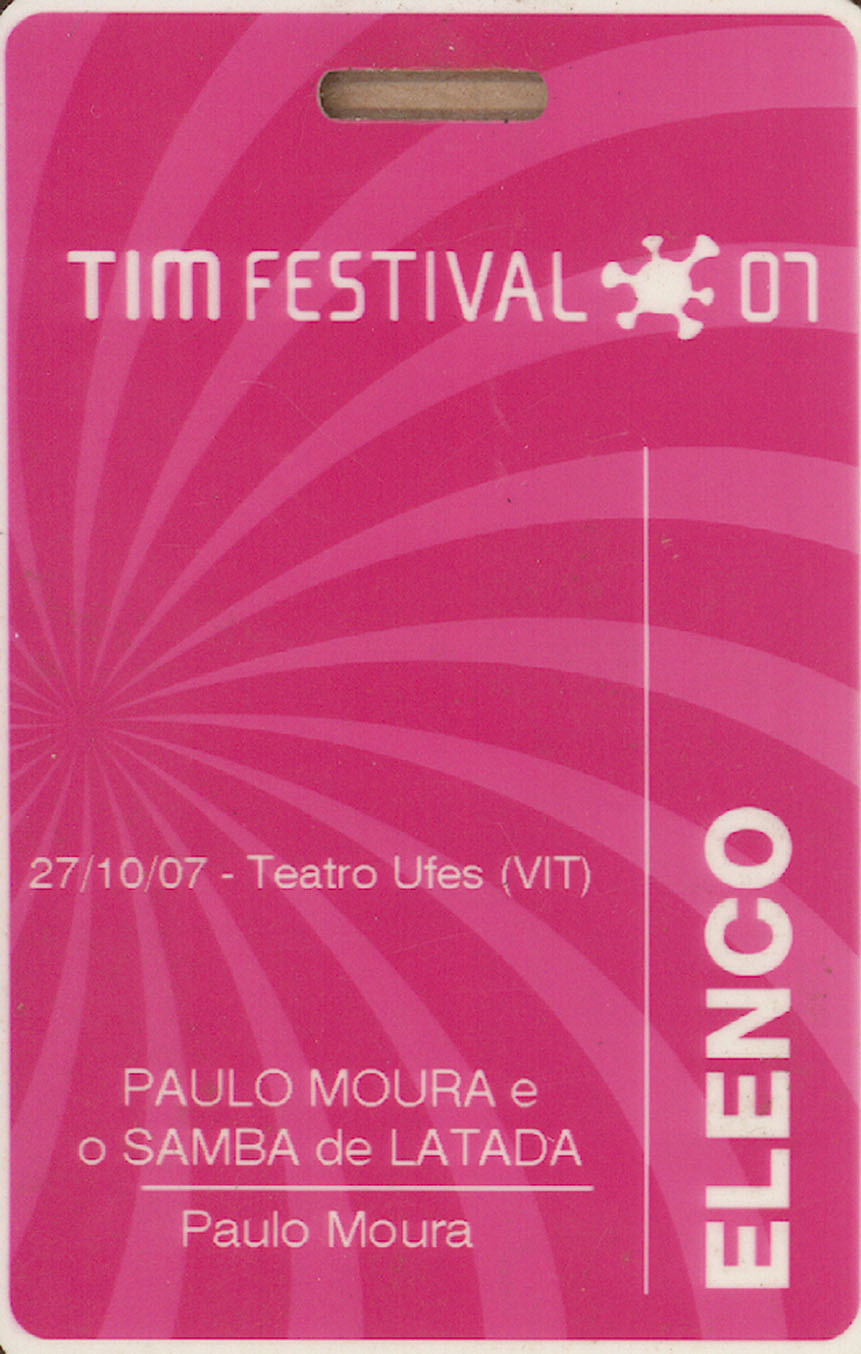 TIM FESTIVAL 07
27/10/07 - Teatro Ufes (VIT)
PAULO MOURA e
o SAMBA de LATADA
Paulo Moura
ELENCO